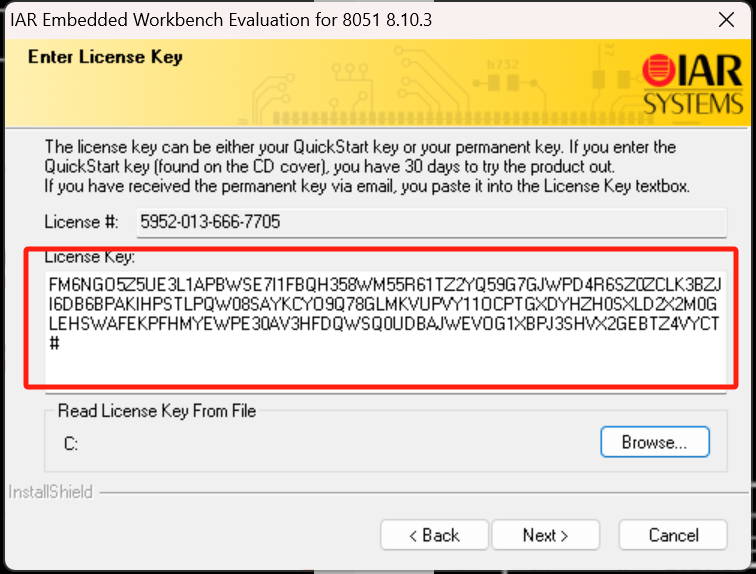 IAR Embedded Workbench Evaluation for 8051 8.10.3
Enter License Key
h732
IAR
SYSTEMS
The license key can be either your QuickStart key or your permanent key. If you enter the
QuickStart key (found on the CD cover), you have 30 days to try the product out.
If you have received the permanent key via email, you paste it into the License Key textbox.
License #: 5952-013-666-7705
License Key:
FM6NGO5Z5UE3L1APBWSE7I1FBQH358WM55R61TZ2YQ59G7GJWPD4R6SZ0ZCLK3BZJ
I6DB6BPAKIHPSTLPQW08SAYKCYO9Q78GLMKVUPVY11OCPTGXDYHZH0SXLD2X2M0G
LEHSWAFEKPFHMYEWPE30AV3HFDQWSQ0UDBAJWEVOG1XBPJ3SHVX2GEBTZ4VYCT
#
Read License Key From File
C:
Browse...
InstallShield
< Back
Next >
Cancel